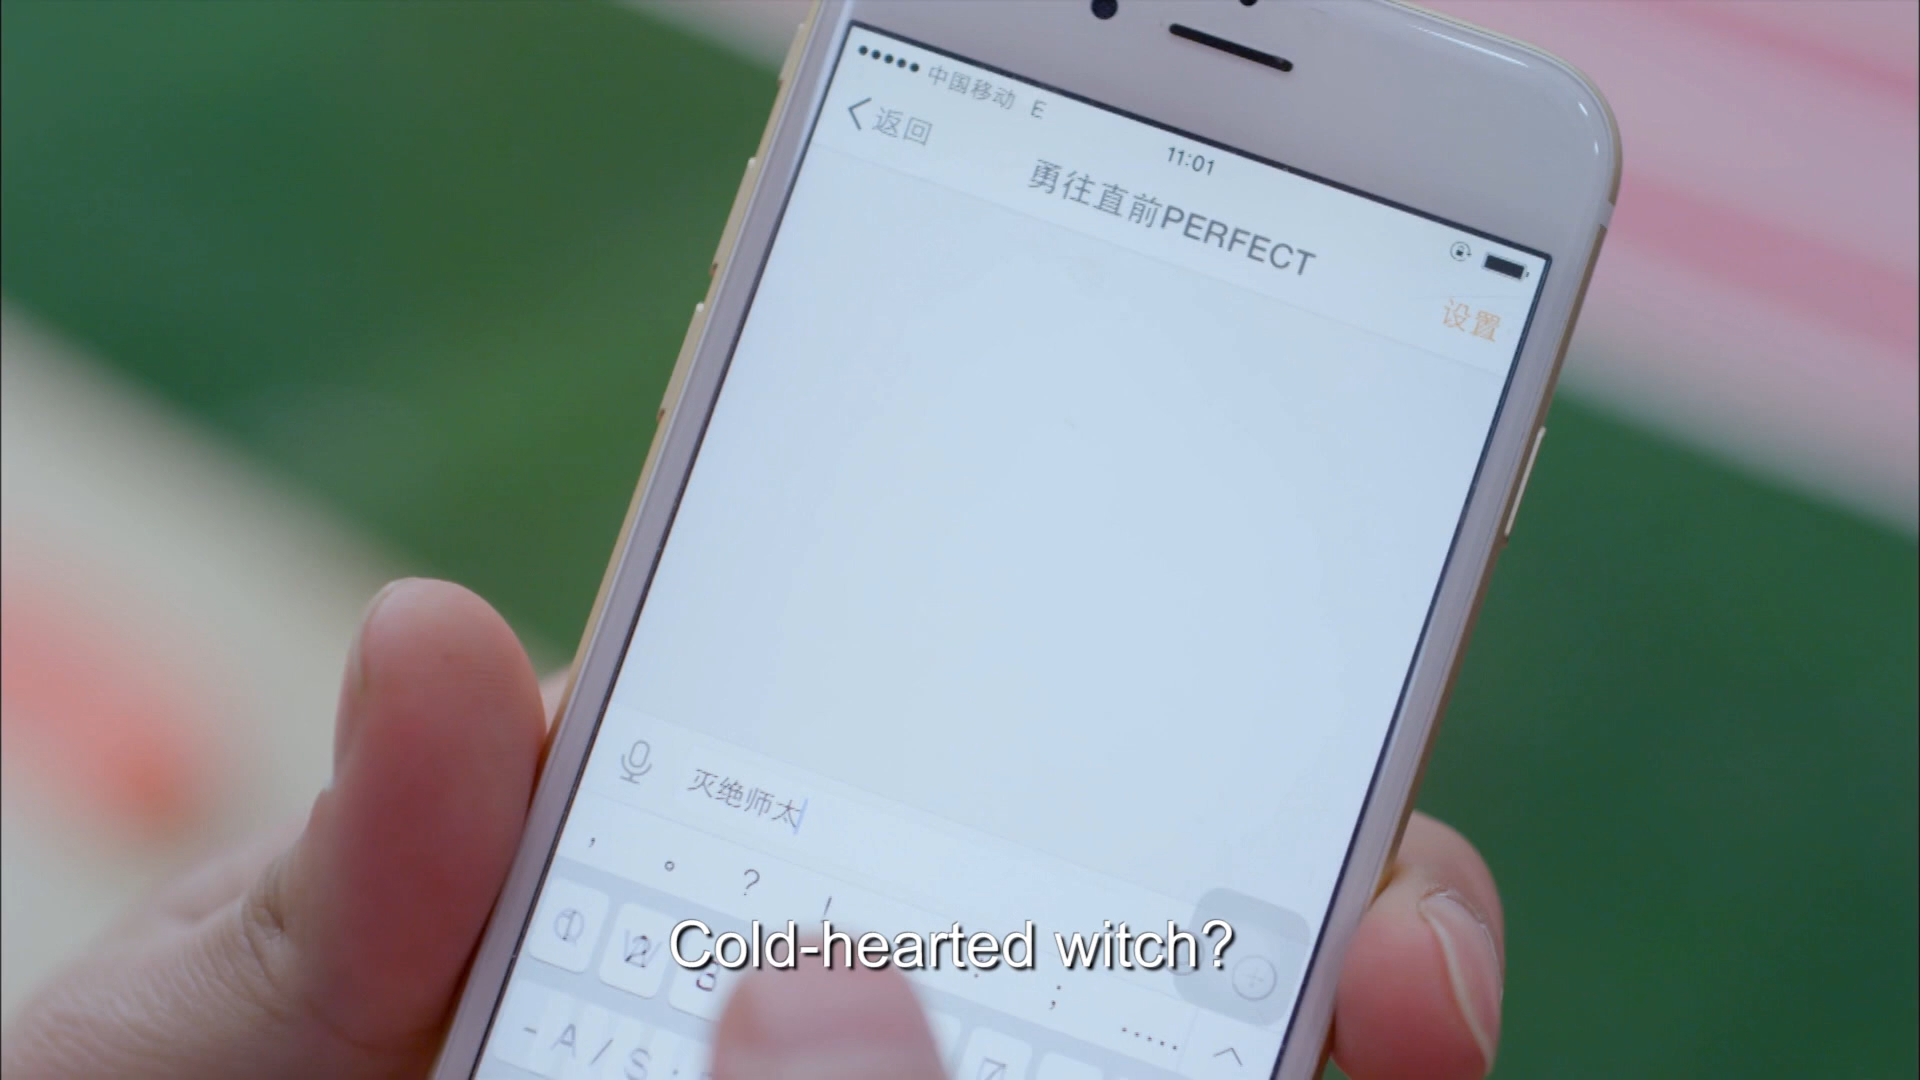 中国移动 E
11:01
返回
勇往直前PERFECT
设置
灭绝师太
, 。 ? !
Cold-hearted witch?